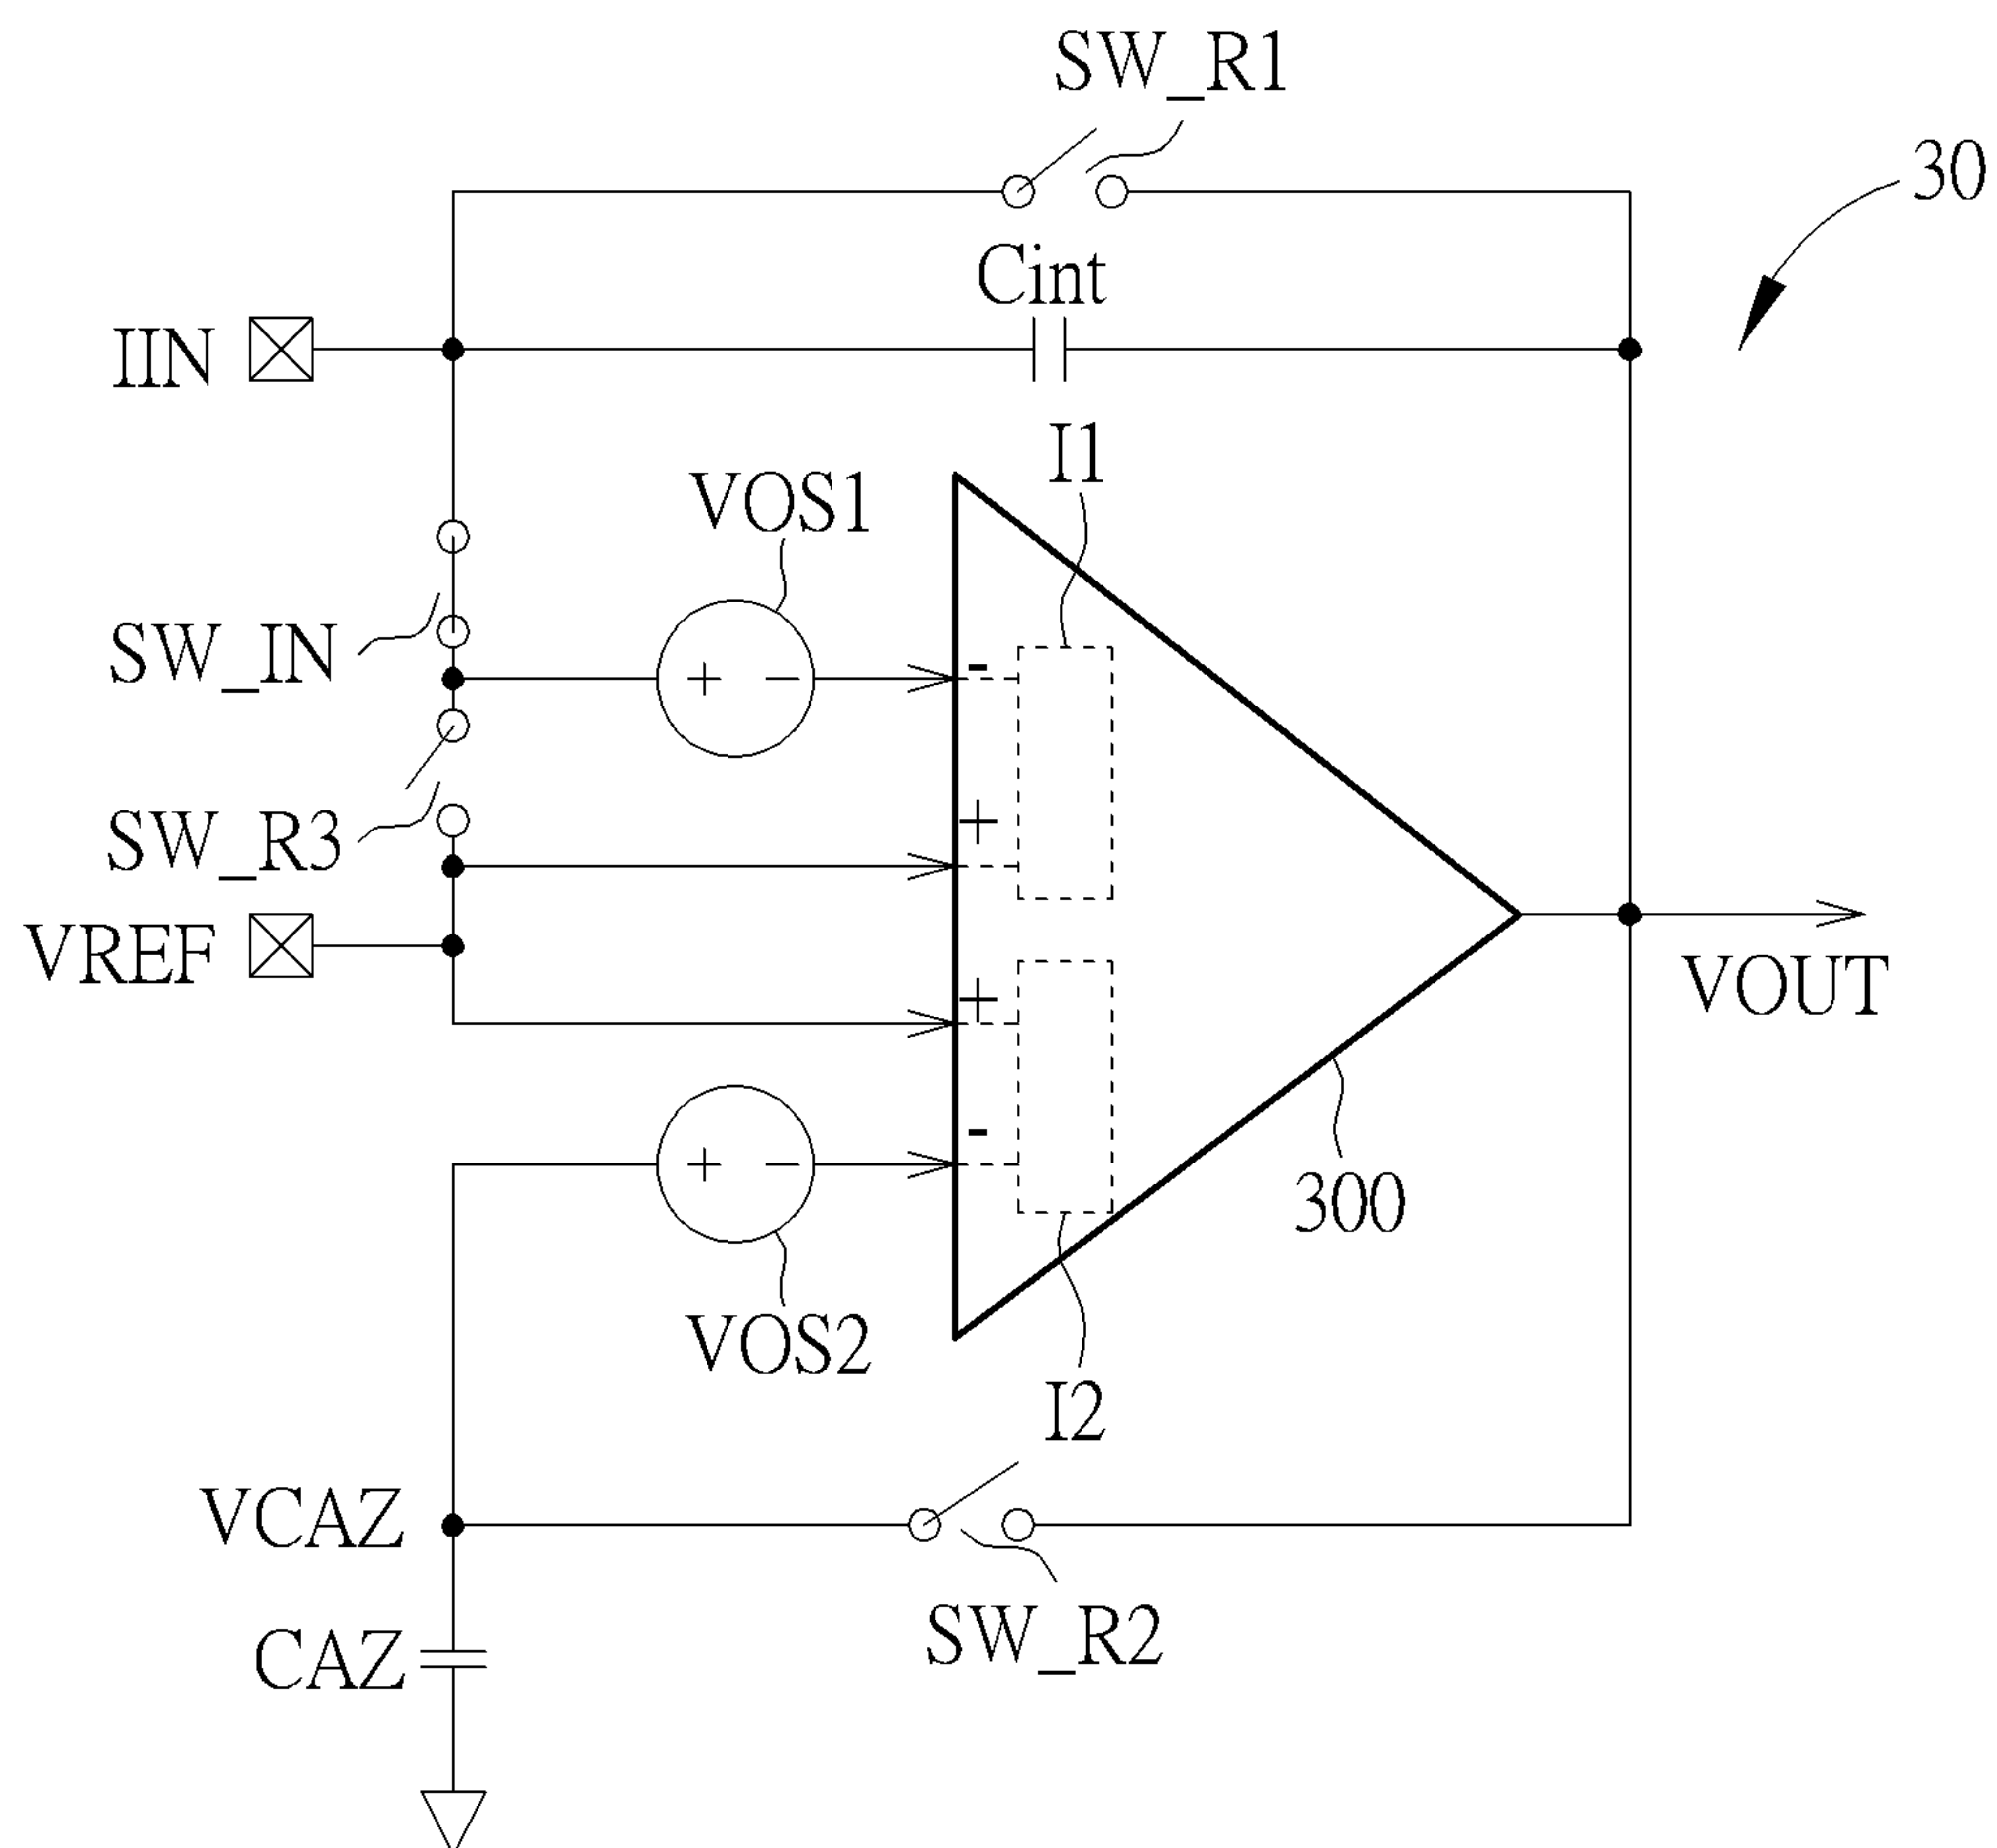 SW_R1
30
Cint
IIN
I1
VOS1
-
SW_IN
+ −
+
SW_R3
VREF
+
VOUT
-
+ −
300
VOS2
I2
VCAZ
SW_R2
CAZ